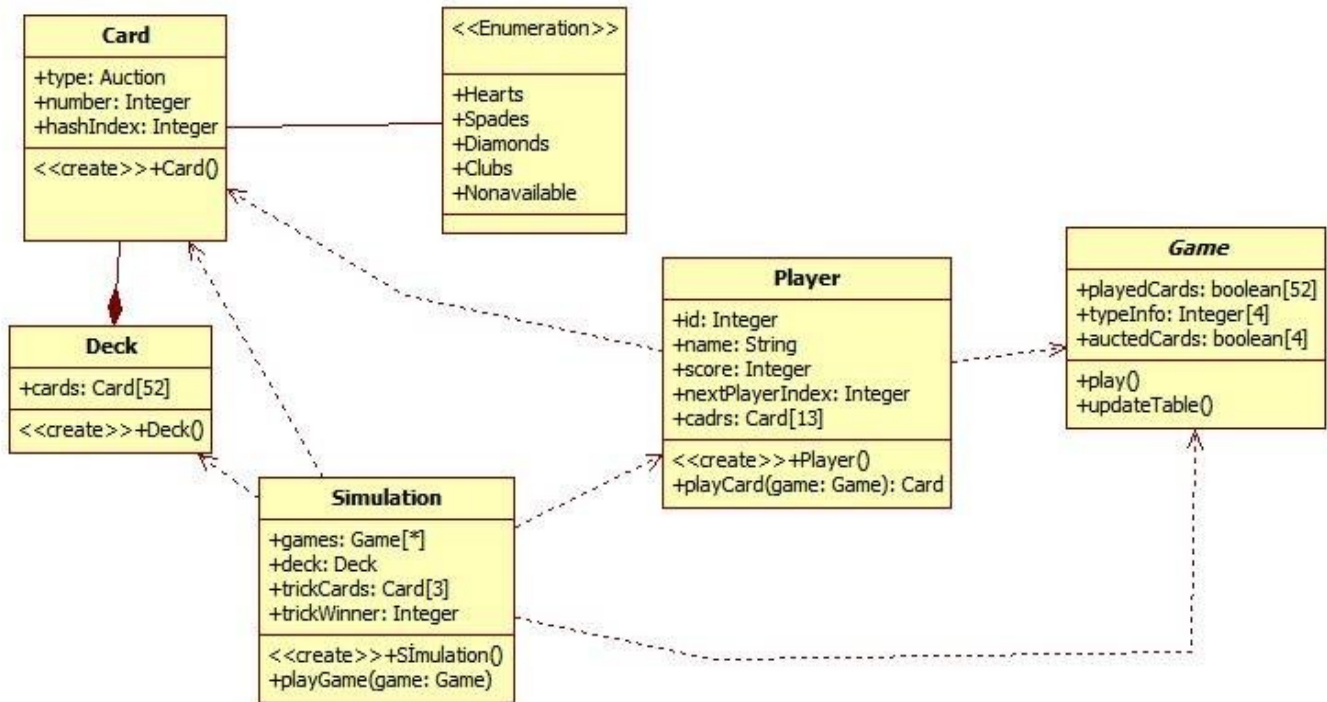 Card
+type: Auction
+number: Integer
+hashIndex: Integer
<<create>>+Card()
<<Enumeration>>
+Hearts
+Spades
+Diamonds
+Clubs
+Nonavailable
Deck
+cards: Card[52]
<<create>>+Deck()
Player
+id: Integer
+name: String
+score: Integer
+nextPlayerIndex: Integer
+cadrs: Card[13]
<<create>>+Player()
+playCard(game: Game): Card
Game
+playedCards: boolean[52]
+typeInfo: Integer[4]
+auctedCards: boolean[4]
+play()
+updateTable()
Simulation
+games: Game[*]
+deck: Deck
+trickCards: Card[3]
+trickWinner: Integer
<<create>>+Sİmulation()
+playGame(game: Game)